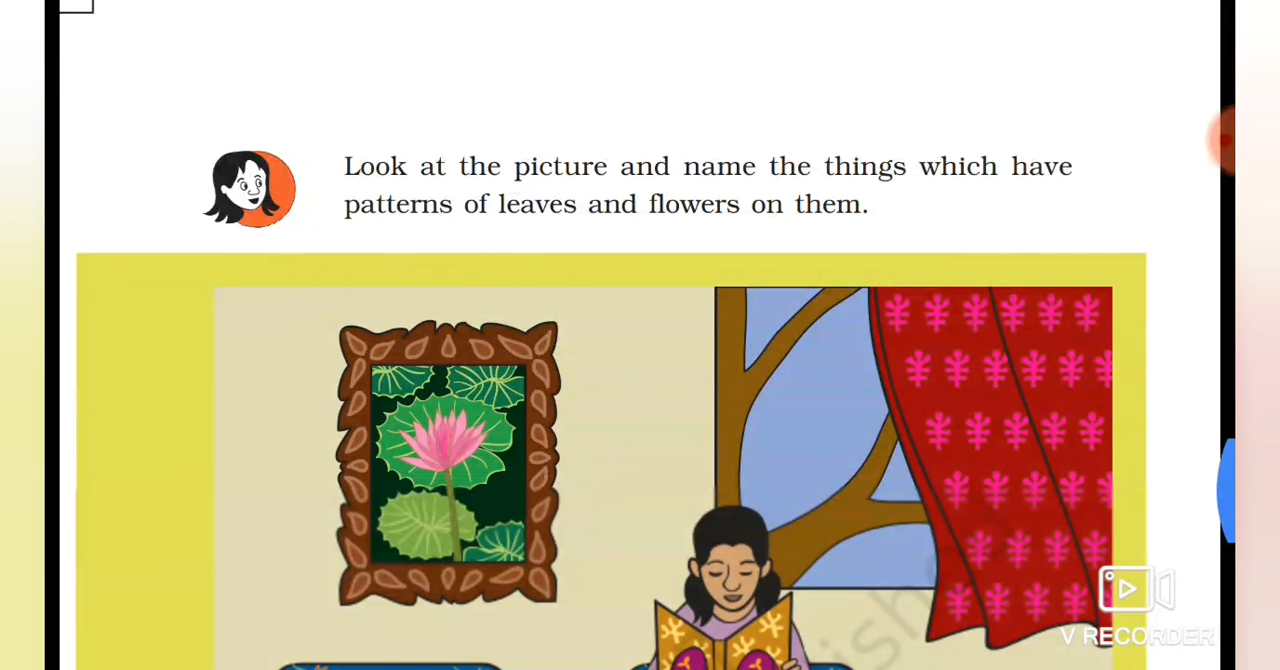 Look at the picture and name the things which have
patterns of leaves and flowers on them.
V RECORDER